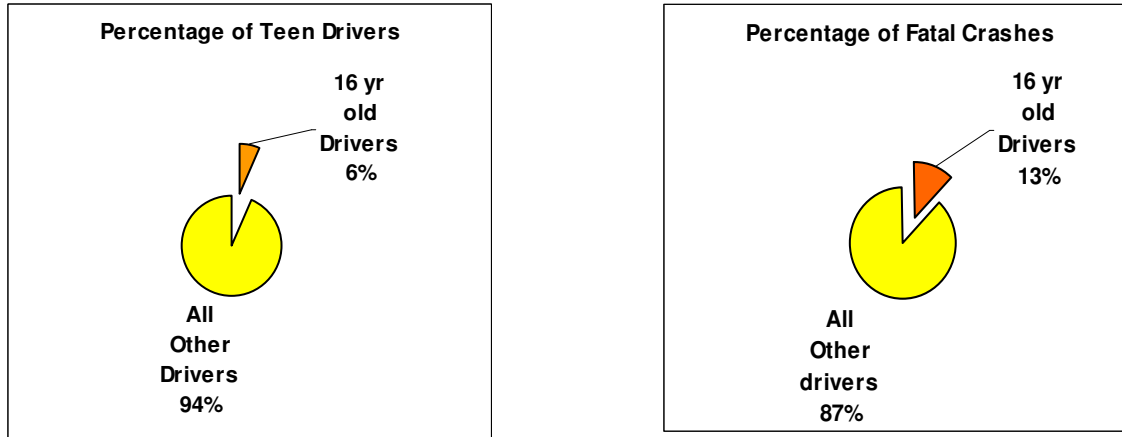 Percentage of Teen Drivers
16 yr
old
Drivers
6%
All
Other
Drivers
94%
Percentage of Fatal Crashes
16 yr
old
Drivers
13%
All
Other
drivers
87%